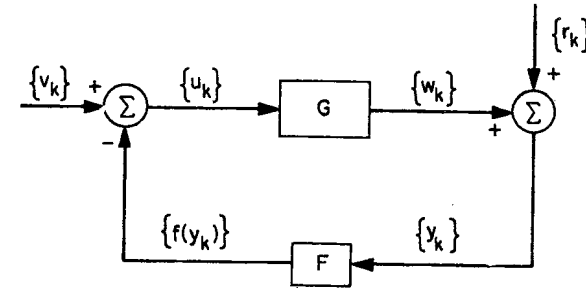 {r_k}
+
{v_k} + Σ {u_k} G {w_k} + Σ
−
{f(y_k)} F {y_k}